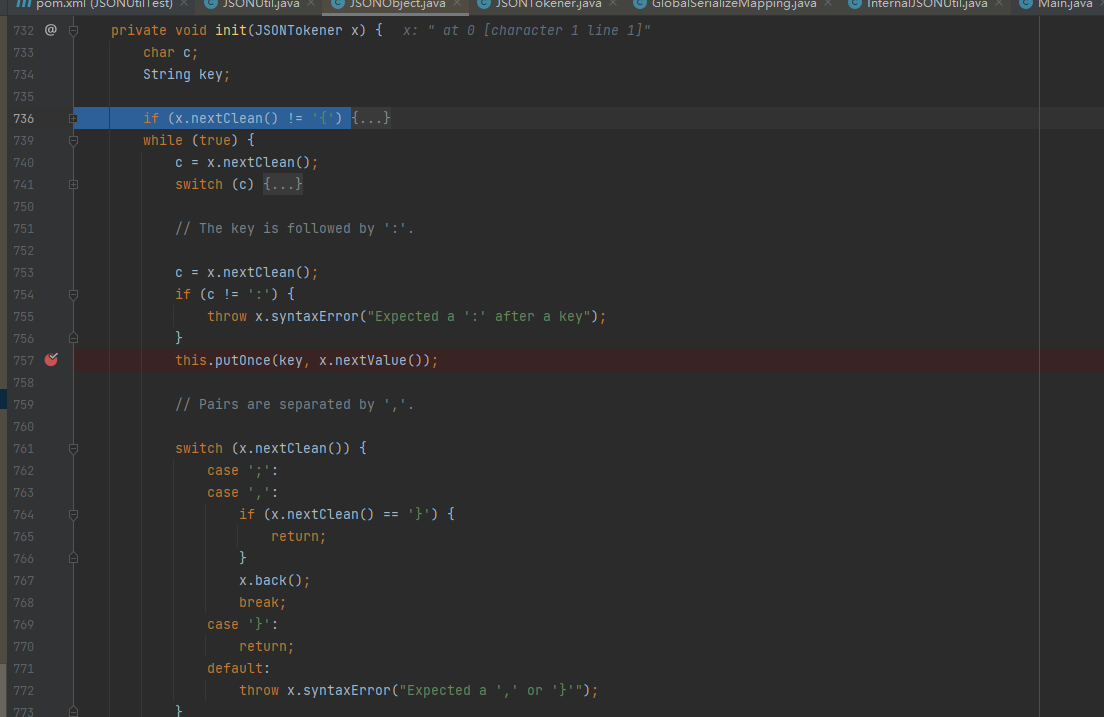 pom.xml (JSONUtilTest) × JSONUtil.java × JSONObject.java × JSONTokener.java × GlobalSerializeMapping.java × InternalJSONUtil.java × Main.java ×
732 @ private void init(JSONTokener x) { x: " at 0 [character 1 line 1]"
733 char c;
734 String key;
735
736 if (x.nextClean() != '{') {...}
739 while (true) {
740 c = x.nextClean();
741 switch (c) {...}
750
751 // The key is followed by ':'.
752
753 c = x.nextClean();
754 if (c != ':') {
755 throw x.syntaxError("Expected a ':' after a key");
756 }
757 this.putOnce(key, x.nextValue());
758
759 // Pairs are separated by ','.
760
761 switch (x.nextClean()) {
762 case ';':
763 case ',':
764 if (x.nextClean() == '}') {
765 return;
766 }
767 x.back();
768 break;
769 case '}':
770 return;
771 default:
772 throw x.syntaxError("Expected a ',' or '}'");
773 }